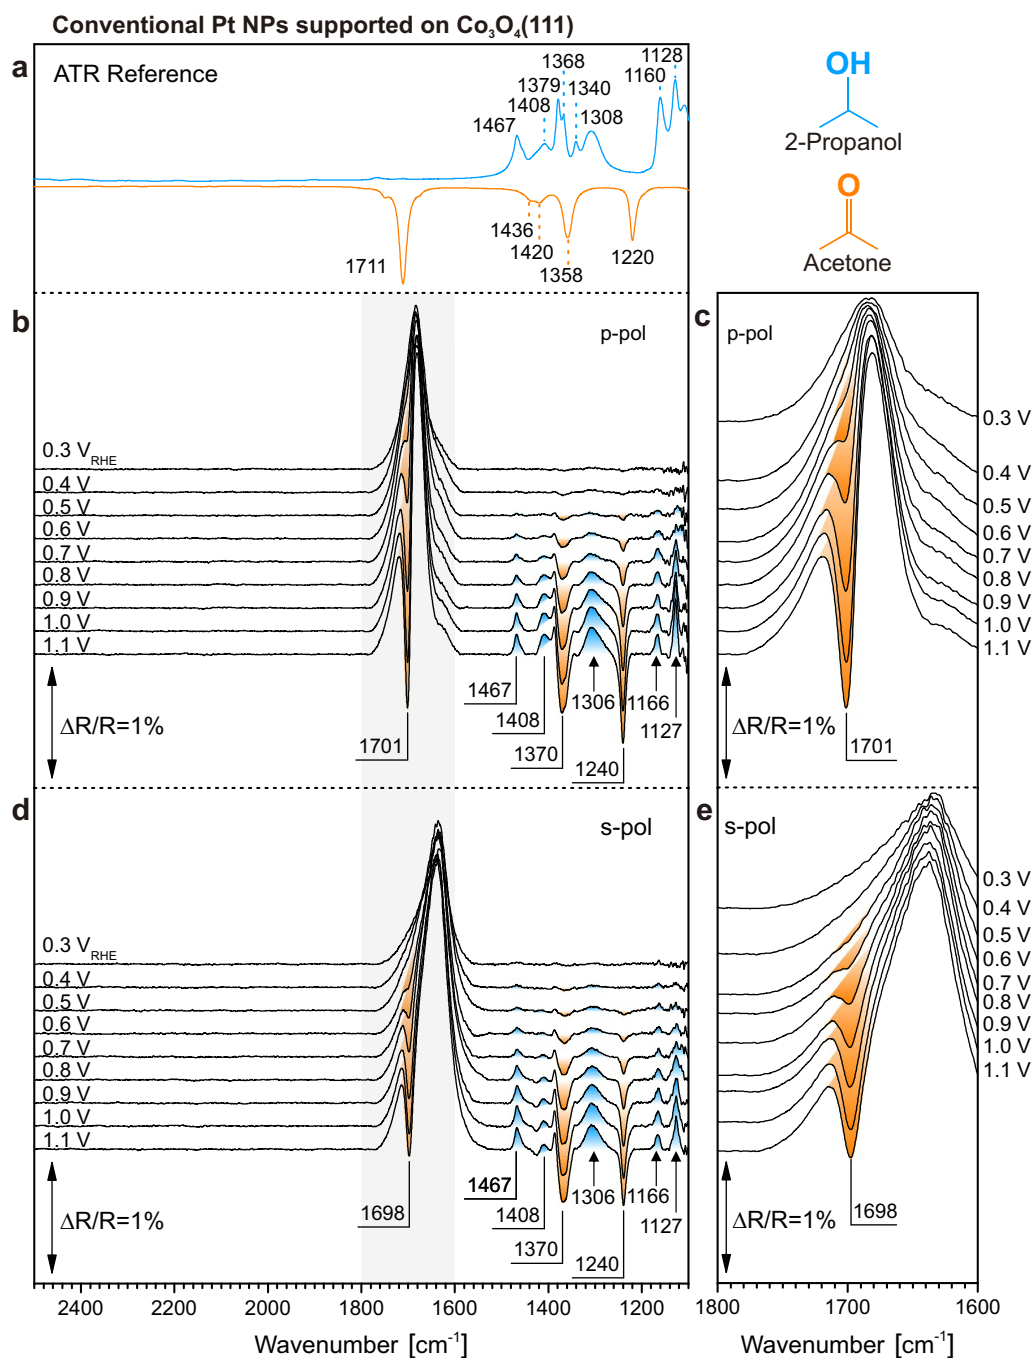 Conventional Pt NPs supported on Co₃O₄(111)
a
ATR Reference
1467
1408
1379
1368
1340
1308
1160
1128
1711
1436
1420
1358
1220
OH
2-Propanol
O
Acetone
b
p-pol
0.3 V_RHE
0.4 V
0.5 V
0.6 V
0.7 V
0.8 V
0.9 V
1.0 V
1.1 V
ΔR/R=1%
1701
1467
1408
1370
1306
1240
1166
1127
c
p-pol
0.3 V
0.4 V
0.5 V
0.6 V
0.7 V
0.8 V
0.9 V
1.0 V
1.1 V
ΔR/R=1%
1701
d
s-pol
0.3 V_RHE
0.4 V
0.5 V
0.6 V
0.7 V
0.8 V
0.9 V
1.0 V
1.1 V
ΔR/R=1%
1698
1467
1408
1370
1306
1240
1166
1127
2400 2200 2000 1800 1600 1400 1200
Wavenumber [cm⁻¹]
e
s-pol
0.3 V
0.4 V
0.5 V
0.6 V
0.7 V
0.8 V
0.9 V
1.0 V
1.1 V
ΔR/R=1%
1698
1800 1700 1600
Wavenumber [cm⁻¹]